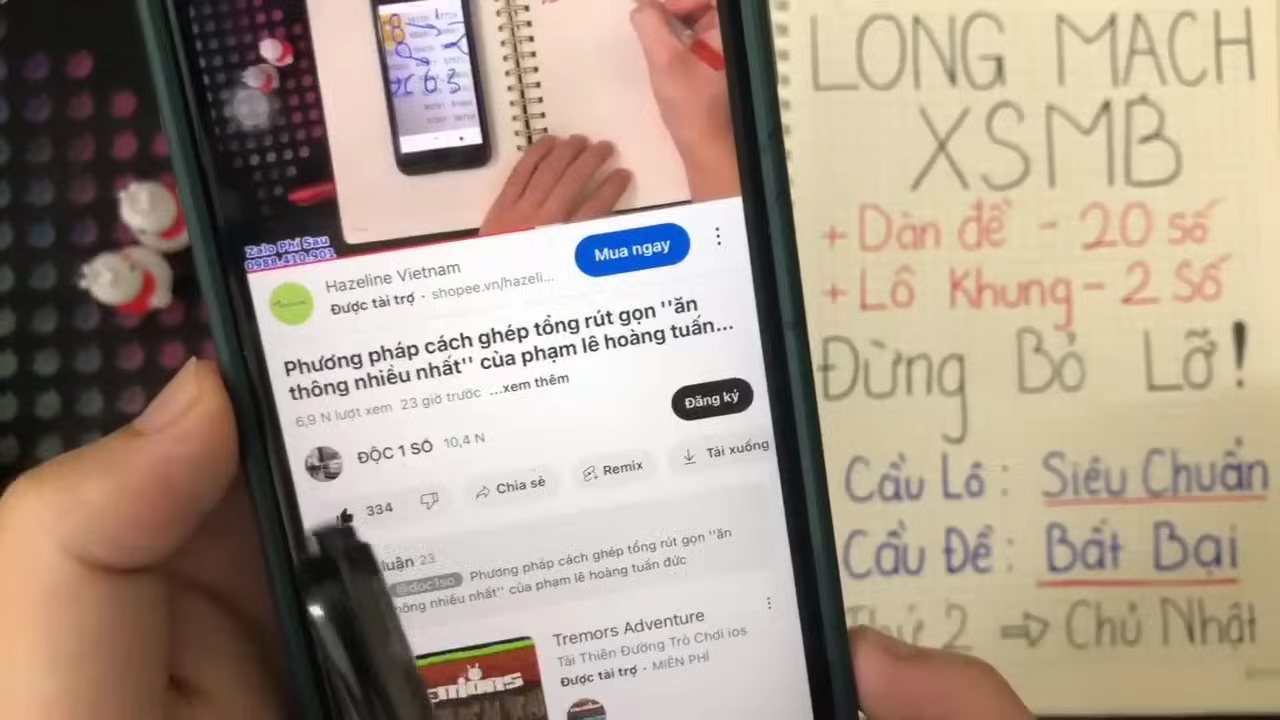 C 6 3
Zalo Phí Sau
0988.410.901
Hazeline Vietnam
Được tài trợ · shopee.vn/hazeli...
Mua ngay
Phương pháp cách ghép tổng rút gọn ''ăn
thông nhiều nhất'' của phạm lê hoàng tuấn...
6,9 N lượt xem 23 giờ trước ...xem thêm
ĐỘC 1 SỐ 10,4 N
Đăng ký
334
Chia sẻ
Remix
Tải xuống
luận 23
@doc1so Phương pháp cách ghép tổng rút gọn ''ăn
thông nhiều nhất'' của phạm lê hoàng tuấn đức
Tremors Adventure
Tải Thiên Đường Trò Chơi ios
Được tài trợ · MIỄN PHÍ
LONG MẠCH
XSMB
+ Dàn đề - 20 số
+ Lô Khung - 2 Số
Đừng Bỏ Lỡ!
Cầu Lô : Siêu Chuẩn
Cầu Đề : Bất Bại
Thứ 2 ⇒ Chủ Nhật